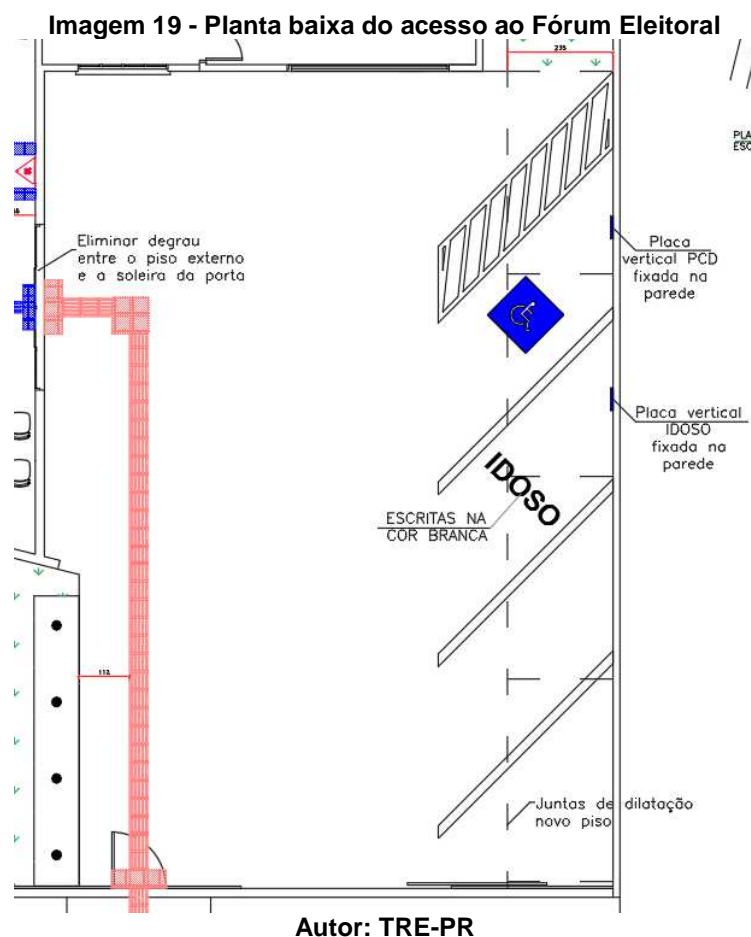 Imagem 19 - Planta baixa do acesso ao Fórum Eleitoral
235
PLA
ESC
Eliminar degrau
entre o piso externo
e a soleira da porta
Placa
vertical PCD
fixada na
parede
Placa vertical
IDOSO
fixada na
parede
IDOSO
ESCRITAS NA
COR BRANCA
112
Juntas de dilatação
novo piso
Autor: TRE-PR